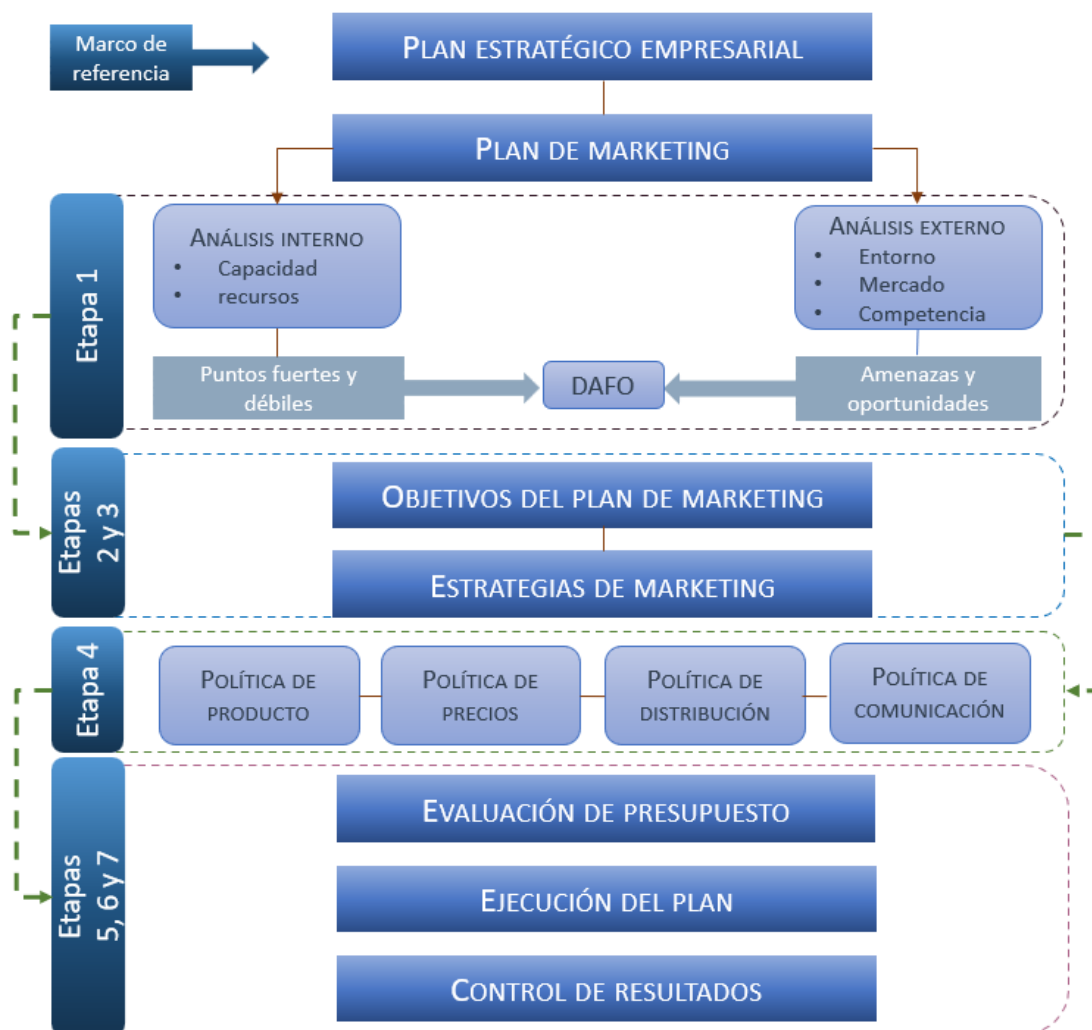 Marco de
referencia
PLAN ESTRATÉGICO EMPRESARIAL
PLAN DE MARKETING
Etapa 1
ANÁLISIS INTERNO
• Capacidad
• recursos
ANÁLISIS EXTERNO
• Entorno
• Mercado
• Competencia
Puntos fuertes y
débiles
DAFO
Amenazas y
oportunidades
Etapas
2 y 3
OBJETIVOS DEL PLAN DE MARKETING
ESTRATEGIAS DE MARKETING
Etapa 4
POLÍTICA DE
PRODUCTO
POLÍTICA DE
PRECIOS
POLÍTICA DE
DISTRIBUCIÓN
POLÍTICA DE
COMUNICACIÓN
Etapas
5, 6 y 7
EVALUACIÓN DE PRESUPUESTO
EJECUCIÓN DEL PLAN
CONTROL DE RESULTADOS